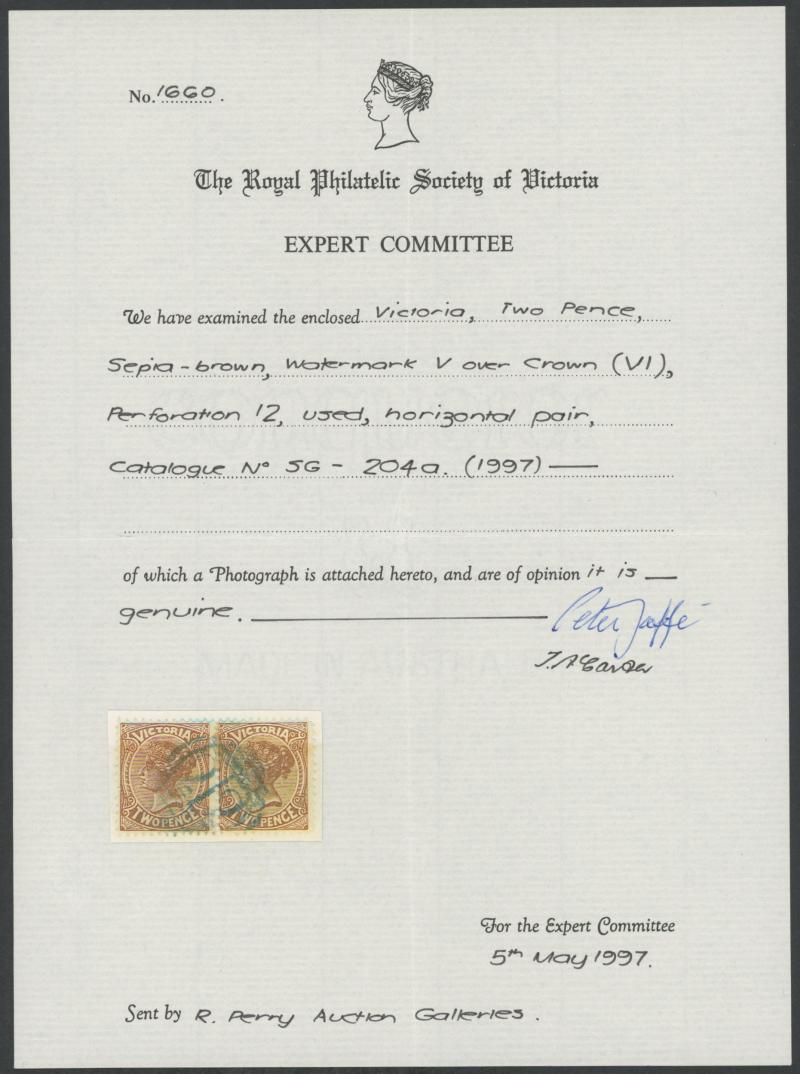 No. 1660.
The Royal Philatelic Society of Victoria
EXPERT COMMITTEE
We have examined the enclosed Victoria, Two Pence,
Sepia-brown, Watermark V over Crown (V1),
Perforation 12, used, horizontal pair,
Catalogue Nº SG - 204a. (1997) —
of which a Photograph is attached hereto, and are of opinion it is —
genuine. —
Peter Jaffé
VICTORIA VICTORIA
TWO PENCE TWO PENCE
For the Expert Committee
5th May 1997.
Sent by R. Perry Auction Galleries.